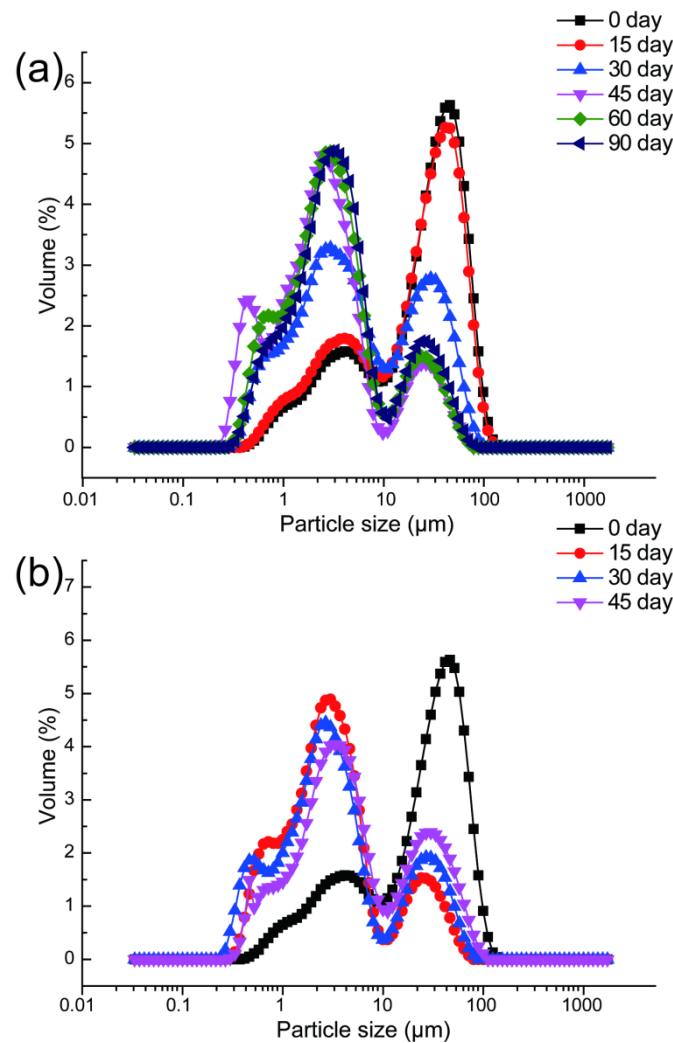 (a)
0 day
15 day
30 day
45 day
60 day
90 day
6
5
4
3
2
1
0
Volume (%)
0.01 0.1 1 10 100 1000
Particle size (µm)
(b)
0 day
15 day
30 day
45 day
7
6
5
4
3
2
1
0
Volume (%)
0.01 0.1 1 10 100 1000
Particle size (µm)